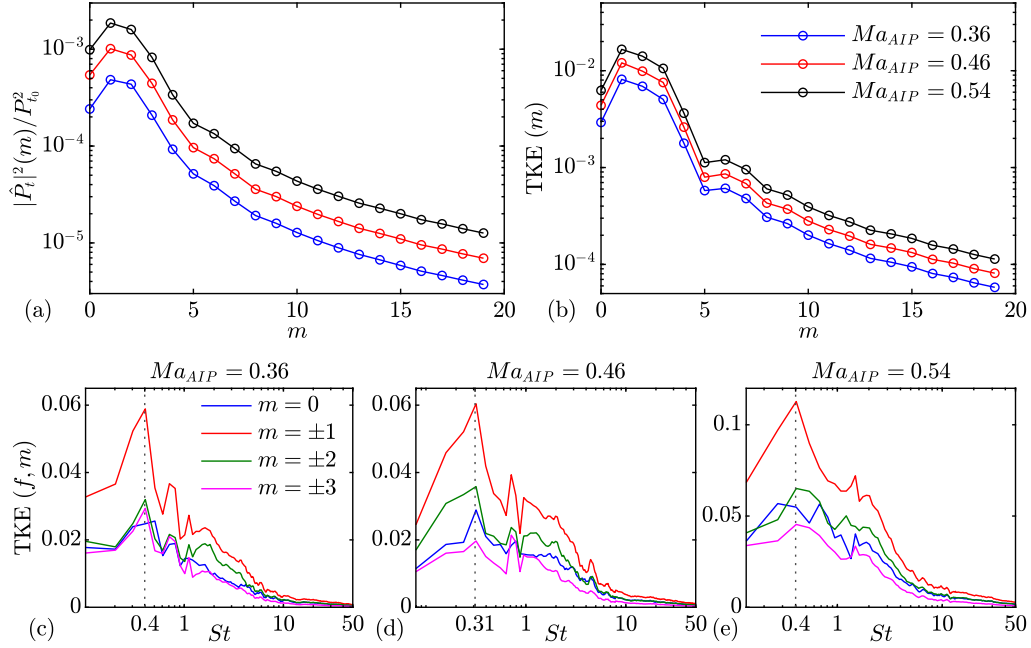 |P̂_t|²(m)/P²_{t_0}
10⁻³
10⁻⁴
10⁻⁵
0 5 10 15 20
(a)
m
TKE (m)
10⁻²
10⁻³
10⁻⁴
0 5 10 15 20
(b)
m
Ma_{AIP} = 0.36
Ma_{AIP} = 0.46
Ma_{AIP} = 0.54
Ma_{AIP} = 0.36
TKE (f, m)
0.06
0.04
0.02
0
m = 0
m = ±1
m = ±2
m = ±3
0.4 1 10 50
(c)
St
Ma_{AIP} = 0.46
0.06
0.04
0.02
0
0.31 1 10 50
(d)
St
Ma_{AIP} = 0.54
0.1
0.05
0
0.4 1 10 50
(e)
St